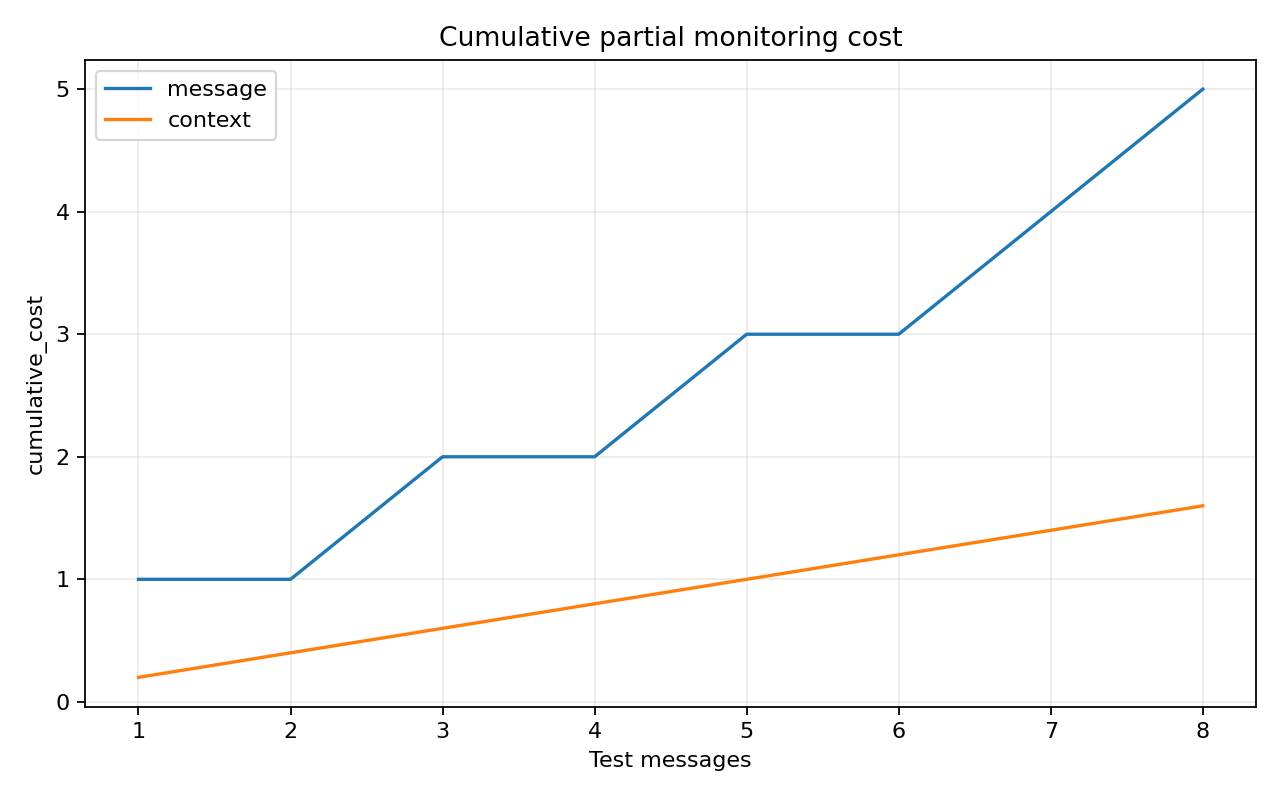 Cumulative partial monitoring cost
message
context
cumulative_cost
5
4
3
2
1
0
1 2 3 4 5 6 7 8
Test messages